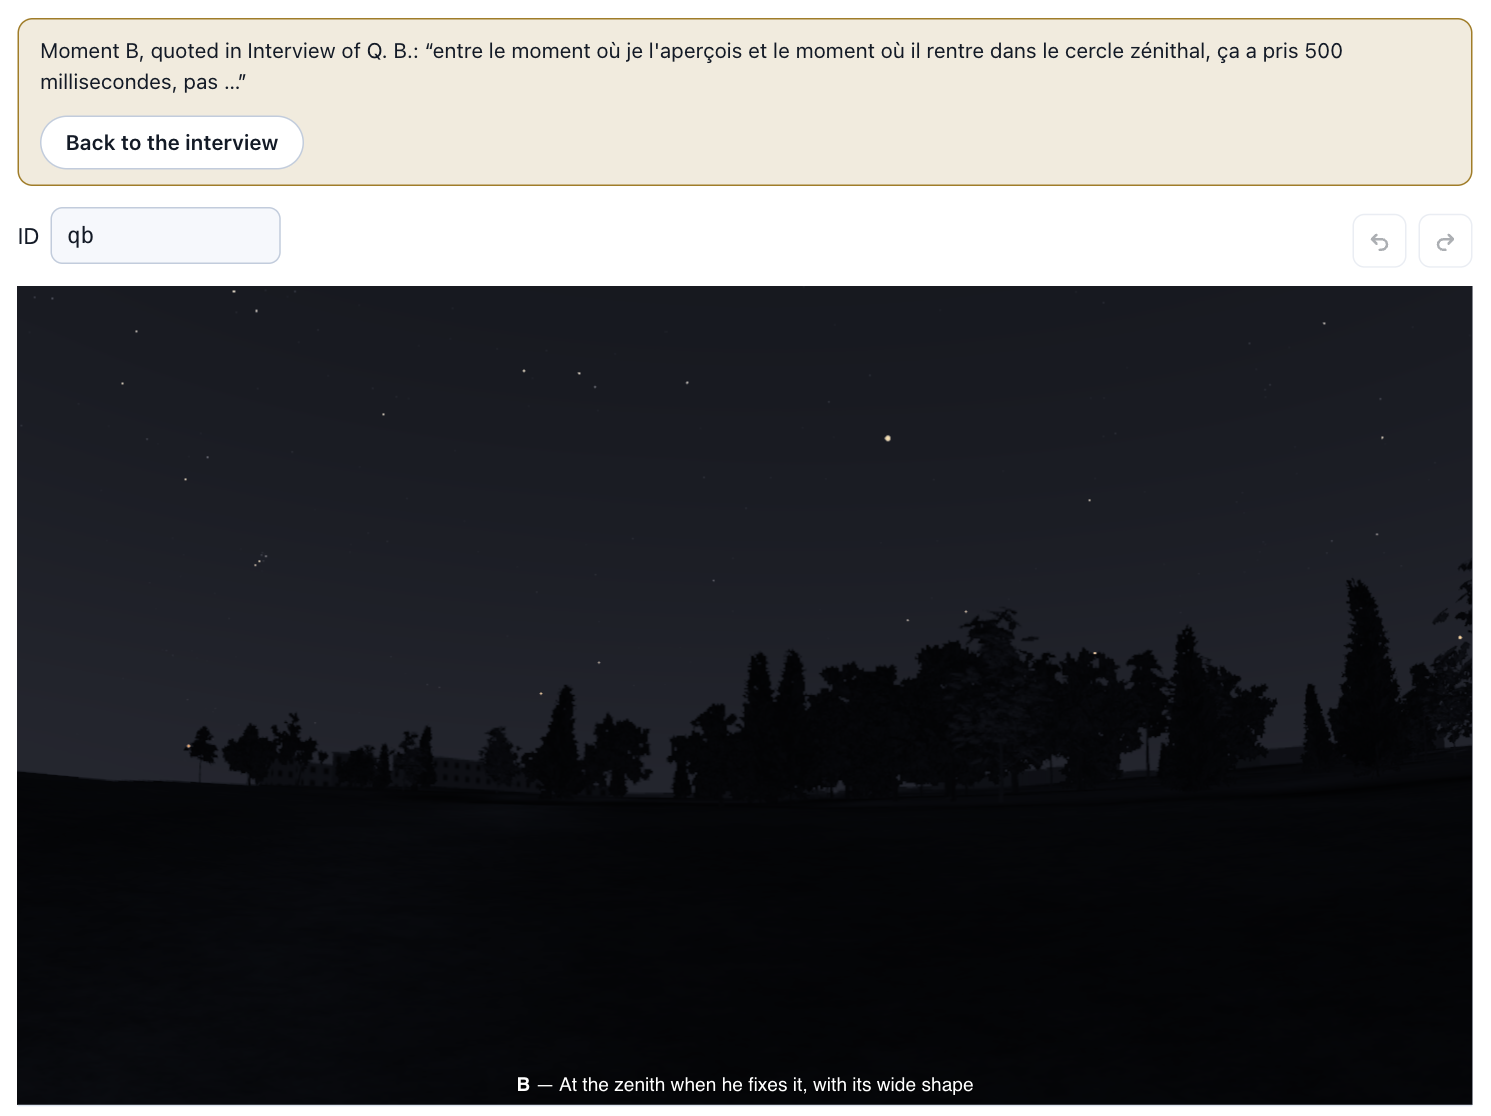 Moment B, quoted in Interview of Q. B.: “entre le moment où je l'aperçois et le moment où il rentre dans le cercle zénithal, ça a pris 500
millisecondes, pas ...”
Back to the interview
ID qb
B — At the zenith when he fixes it, with its wide shape